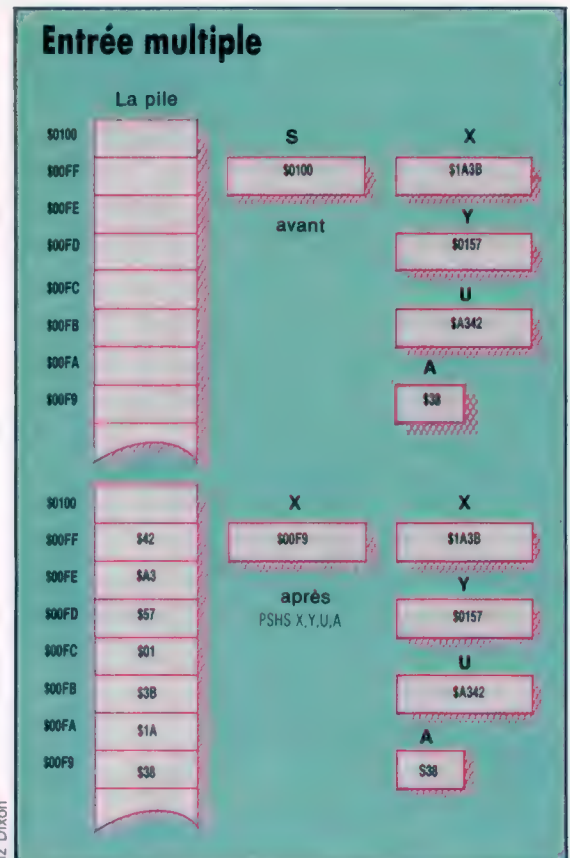 Entrée multiple
La pile
S
X
$0100
$0100
$1A3B
$00FF
Y
avant
$00FE
$0157
$00FD
U
$00FC
$A342
$00FB
A
$00FA
$38
$00F9
X
X
$0100
$00F9
$1A3B
$00FF
$42
Y
après
$00FE
$A3
PSHS X,Y,U,A
$0157
$00FD
$57
U
$00FC
$01
$A342
$00FB
$3B
A
$00FA
$1A
$38
$00F9
$38
Dixon